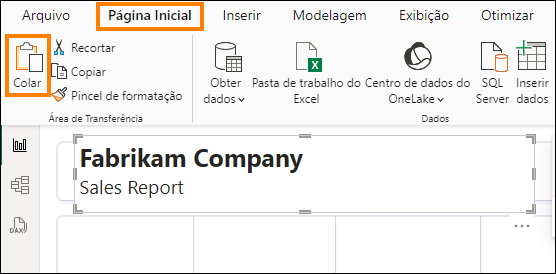 Arquivo Página Inicial Inserir Modelagem Exibição Otimizar
Colar
Recortar
Copiar
Pincel de formatação
Área de Transferência
Obter
dados
Pasta de trabalho do
Excel
Centro de dados do
OneLake
SQL
Server
Inserir
dados
Dados
Fabrikam Company
Sales Report
DAX